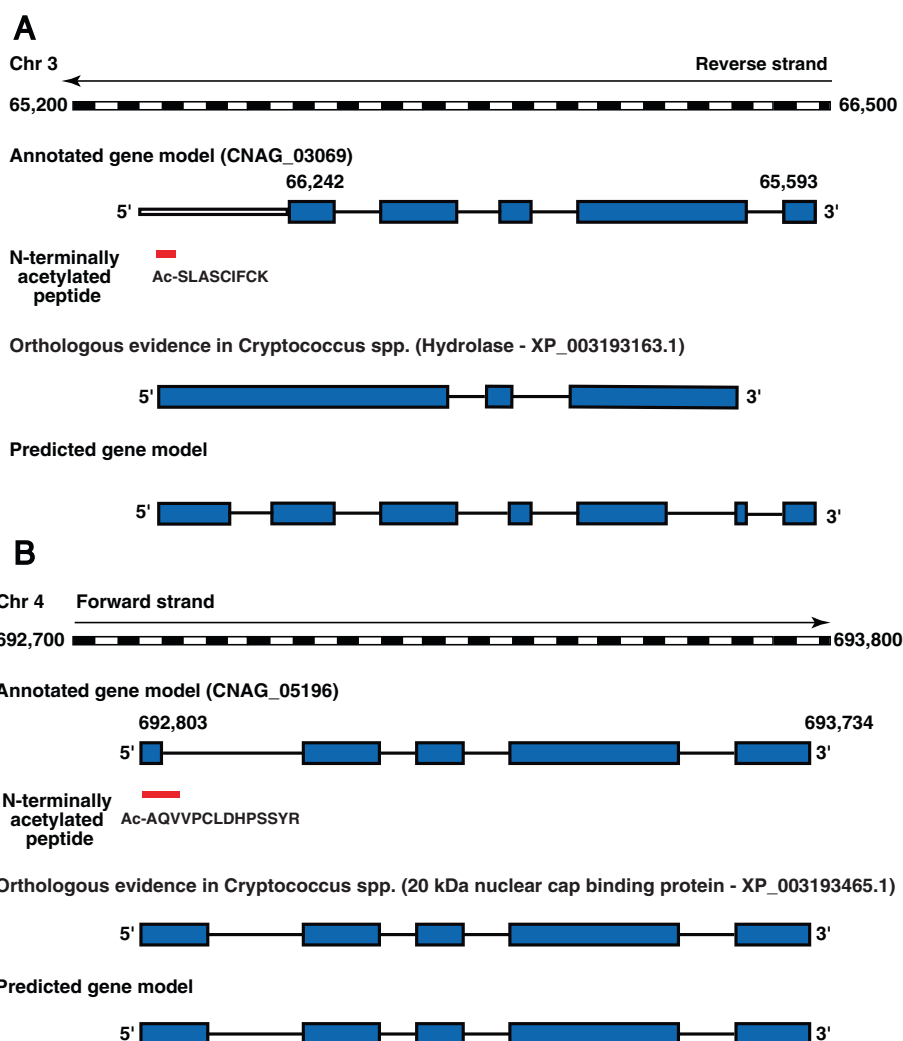 A
Chr 3 Reverse strand
65,200 66,500
Annotated gene model (CNAG_03069)
66,242 65,593
5' 3'
N-terminally
acetylated
peptide
Ac-SLASCIFCK
Orthologous evidence in Cryptococcus spp. (Hydrolase - XP_003193163.1)
5' 3'
Predicted gene model
5' 3'
B
Chr 4 Forward strand
692,700 693,800
Annotated gene model (CNAG_05196)
692,803 693,734
5' 3'
N-terminally
acetylated
peptide
Ac-AQVVPCLDHPSSYR
Orthologous evidence in Cryptococcus spp. (20 kDa nuclear cap binding protein - XP_003193465.1)
5' 3'
Predicted gene model
5' 3'